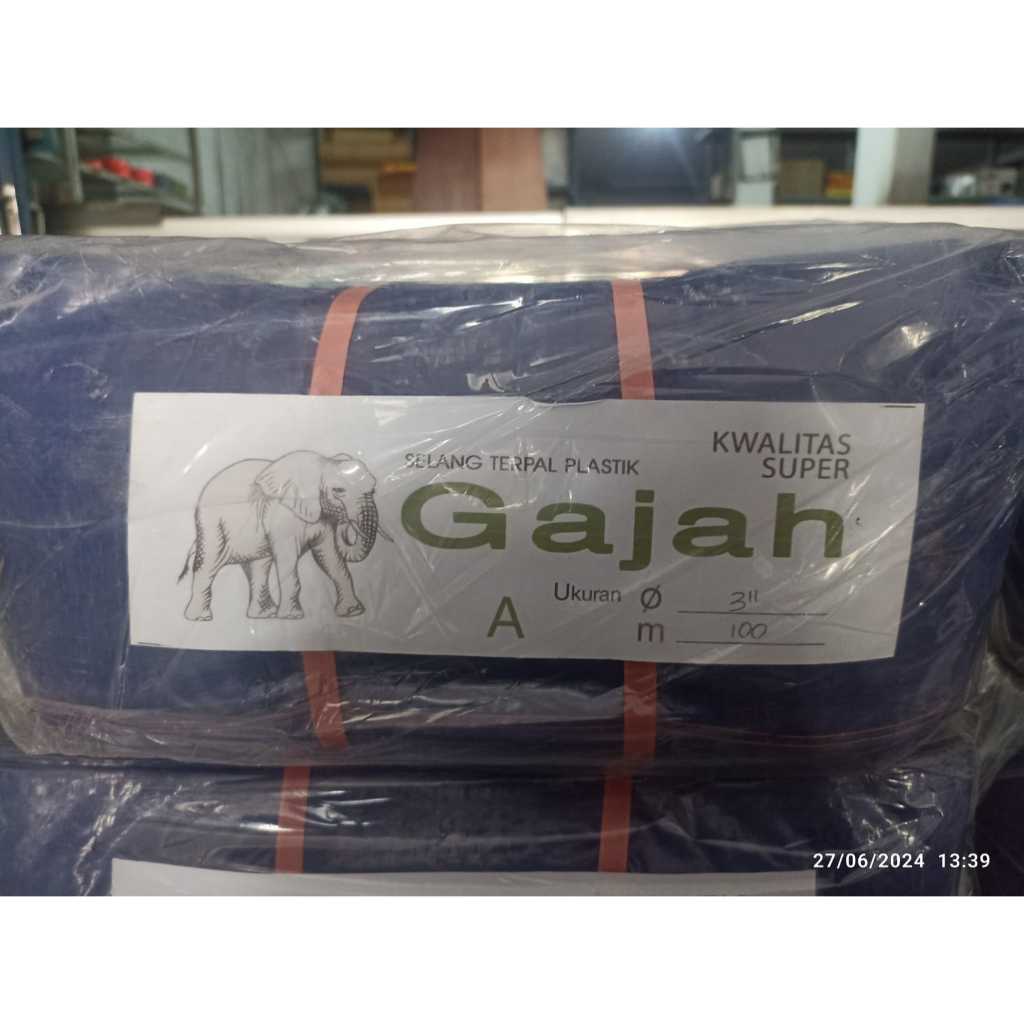 KWALITAS
SUPER
SELANG TERPAL PLASTIK
Gajah
A
Ukuran Ø 3"
m 100
27/06/2024 13:39